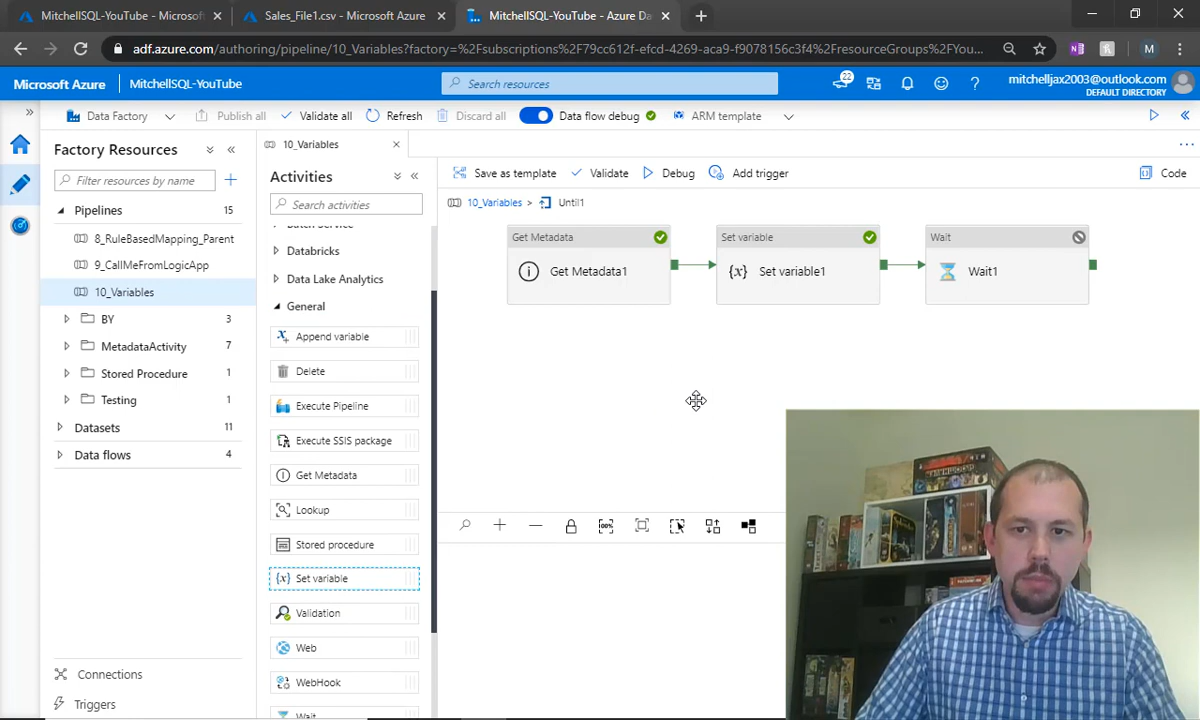 MitchellSQL-YouTube - Microsof
Sales_File1.csv - Microsoft Azure
MitchellSQL-YouTube - Azure Da
adf.azure.com/authoring/pipeline/10_Variables?factory=%2Fsubscriptions%2F79cc612f-efcd-4269-aca9-f9078156c3f4%2FresourceGroups%2FYou...
M
Microsoft Azure
MitchellSQL-YouTube
Search resources
22
mitchelljax2003@outlook.com
DEFAULT DIRECTORY
Data Factory
Publish all
Validate all
Refresh
Discard all
Data flow debug
ARM template
Factory Resources
Filter resources by name
Pipelines 15
8_RuleBasedMapping_Parent
9_CallMeFromLogicApp
10_Variables
BY 3
MetadataActivity 7
Stored Procedure 1
Testing 1
Datasets 11
Data flows 4
Connections
Triggers
10_Variables
Activities
Search activities
Batch Service
Databricks
Data Lake Analytics
General
Append variable
Delete
Execute Pipeline
Execute SSIS package
Get Metadata
Lookup
Stored procedure
Set variable
Validation
Web
WebHook
Wait
Save as template
Validate
Debug
Add trigger
Code
10_Variables > Until1
Get Metadata
Get Metadata1
Set variable
Set variable1
Wait
Wait1
100%